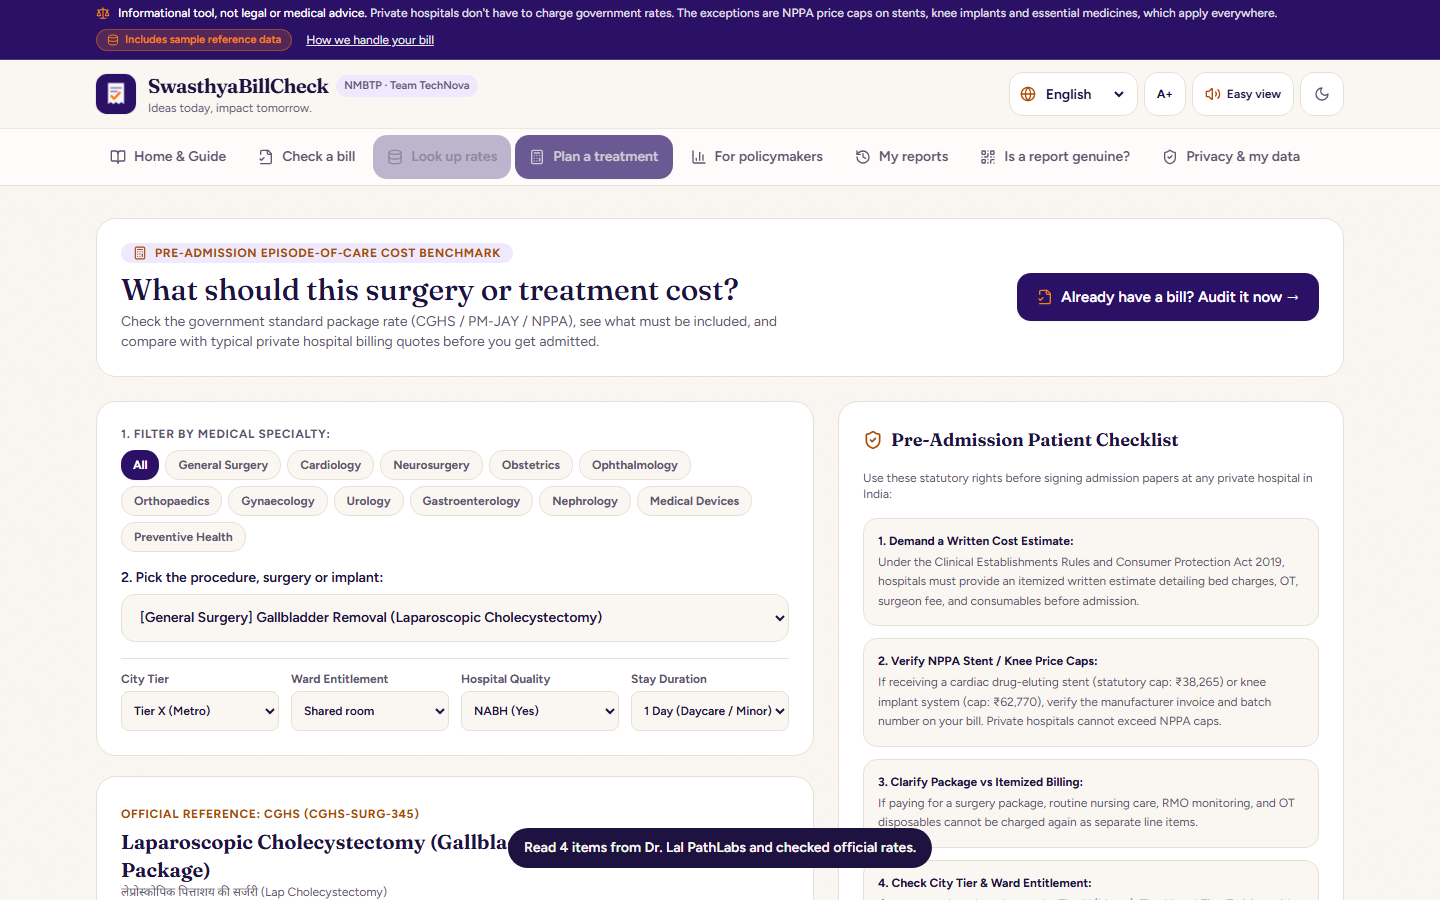 Informational tool, not legal or medical advice. Private hospitals don't have to charge government rates. The exceptions are NPPA price caps on stents, knee implants and essential medicines, which apply everywhere.
Includes sample reference data How we handle your bill
SwasthyaBillCheck NMBTP · Team TechNova
Ideas today, impact tomorrow.
English A+ Easy view
Home & Guide Check a bill Look up rates Plan a treatment For policymakers My reports Is a report genuine? Privacy & my data
PRE-ADMISSION EPISODE-OF-CARE COST BENCHMARK
What should this surgery or treatment cost?
Check the government standard package rate (CGHS / PM-JAY / NPPA), see what must be included, and
compare with typical private hospital billing quotes before you get admitted.
Already have a bill? Audit it now →
1. FILTER BY MEDICAL SPECIALTY:
All General Surgery Cardiology Neurosurgery Obstetrics Ophthalmology
Orthopaedics Gynaecology Urology Gastroenterology Nephrology Medical Devices
Preventive Health
2. Pick the procedure, surgery or implant:
[General Surgery] Gallbladder Removal (Laparoscopic Cholecystectomy)
City Tier Ward Entitlement Hospital Quality Stay Duration
Tier X (Metro) Shared room NABH (Yes) 1 Day (Daycare / Minor)
OFFICIAL REFERENCE: CGHS (CGHS-SURG-345)
Laparoscopic Cholecystectomy (Gallbla
Package)
लेप्रोस्कोपिक पित्ताशय की सर्जरी (Lap Cholecystectomy)
Pre-Admission Patient Checklist
Use these statutory rights before signing admission papers at any private hospital in
India:
1. Demand a Written Cost Estimate:
Under the Clinical Establishments Rules and Consumer Protection Act 2019,
hospitals must provide an itemized written estimate detailing bed charges, OT,
surgeon fee, and consumables before admission.
2. Verify NPPA Stent / Knee Price Caps:
If receiving a cardiac drug-eluting stent (statutory cap: ₹38,265) or knee
implant system (cap: ₹62,770), verify the manufacturer invoice and batch
number on your bill. Private hospitals cannot exceed NPPA caps.
3. Clarify Package vs Itemized Billing:
If paying for a surgery package, routine nursing care, RMO monitoring, and OT
disposables cannot be charged again as separate line items.
4. Check City Tier & Ward Entitlement:
Read 4 items from Dr. Lal PathLabs and checked official rates.